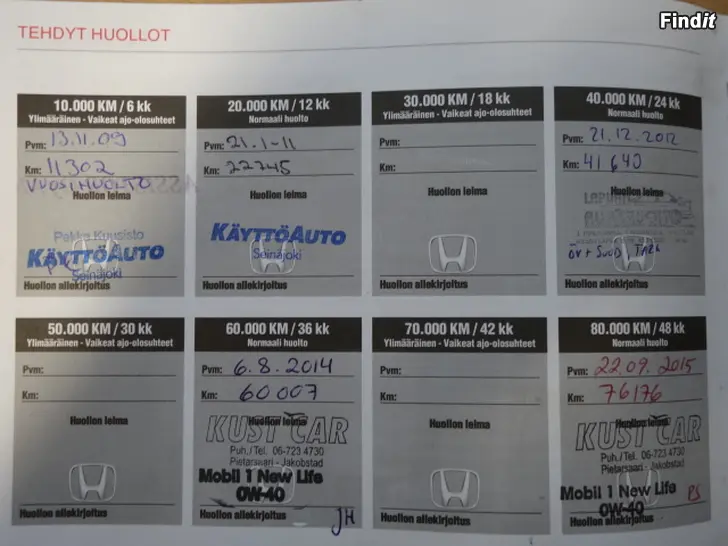 Findit
TEHDYT HUOLLOT
10.000 KM / 6 kk
Ylimääräinen - Vaikeat ajo-olosuhteet
Pvm: 13.11.09
Km: 11302
VUOSIHUOLTO
Huollon leima
Pekka Kuusisto
KÄYTTÖAUTO
Seinäjoki
Huollon allekirjoitus
20.000 KM / 12 kk
Normaali huolto
Pvm: 21.1-11
Km: 22745
Huollon leima
KÄYTTÖAUTO
Seinäjoki
Huollon allekirjoitus
30.000 KM / 18 kk
Ylimääräinen - Vaikeat ajo-olosuhteet
Pvm:
Km:
Huollon leima
Huollon allekirjoitus
40.000 KM / 24 kk
Normaali huolto
Pvm: 21.12.2012
Km: 41640
Huollon leima
Huollon allekirjoitus
50.000 KM / 30 kk
Ylimääräinen - Vaikeat ajo-olosuhteet
Pvm:
Km:
Huollon leima
Huollon allekirjoitus
60.000 KM / 36 kk
Normaali huolto
Pvm: 6.8.2014
Km: 60007
Huollon leima
KUST CAR
Puh./Tel. 06-723 4730
Pietarsaari - Jakobstad
Mobil 1 New Life
0W-40
Huollon allekirjoitus
JH
70.000 KM / 42 kk
Ylimääräinen - Vaikeat ajo-olosuhteet
Pvm:
Km:
Huollon leima
Huollon allekirjoitus
80.000 KM / 48 kk
Normaali huolto
Pvm: 22.09.2015
Km: 76176
Huollon leima
KUST CAR
Puh./Tel. 06-723 4730
Pietarsaari - Jakobstad
Mobil 1 New Life
0W-40
PS
Huollon allekirjoitus